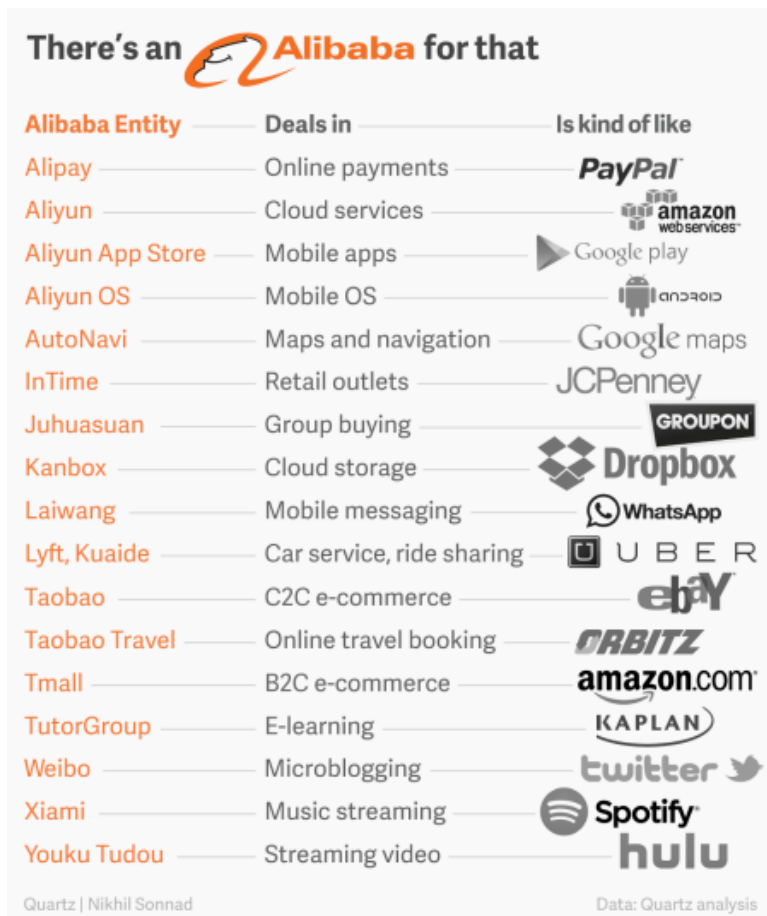 There's an Alibaba for that
Alibaba Entity Deals in Is kind of like
Alipay Online payments PayPal™
Aliyun Cloud services amazon webservices™
Aliyun App Store Mobile apps Google play
Aliyun OS Mobile OS ANDROID
AutoNavi Maps and navigation Google maps
InTime Retail outlets JCPenney
Juhuasuan Group buying GROUPON
Kanbox Cloud storage Dropbox
Laiwang Mobile messaging WhatsApp
Lyft, Kuaide Car service, ride sharing U UBER
Taobao C2C e-commerce ebaY
Taobao Travel Online travel booking ORBITZ
Tmall B2C e-commerce amazon.com
TutorGroup E-learning KAPLAN
Weibo Microblogging twitter
Xiami Music streaming Spotify
Youku Tudou Streaming video hulu
Quartz | Nikhil Sonnad Data: Quartz analysis